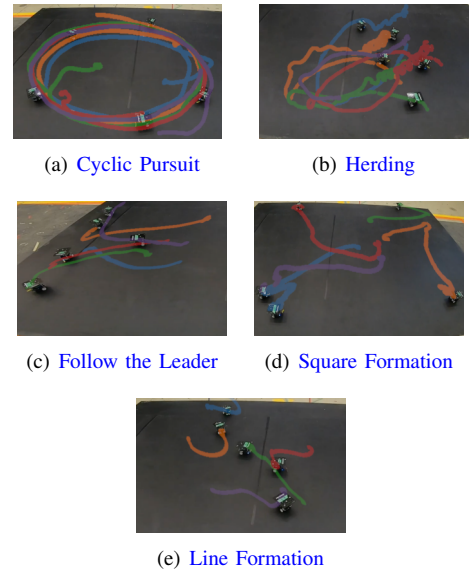 (a) Cyclic Pursuit
(b) Herding
(c) Follow the Leader
(d) Square Formation
(e) Line Formation